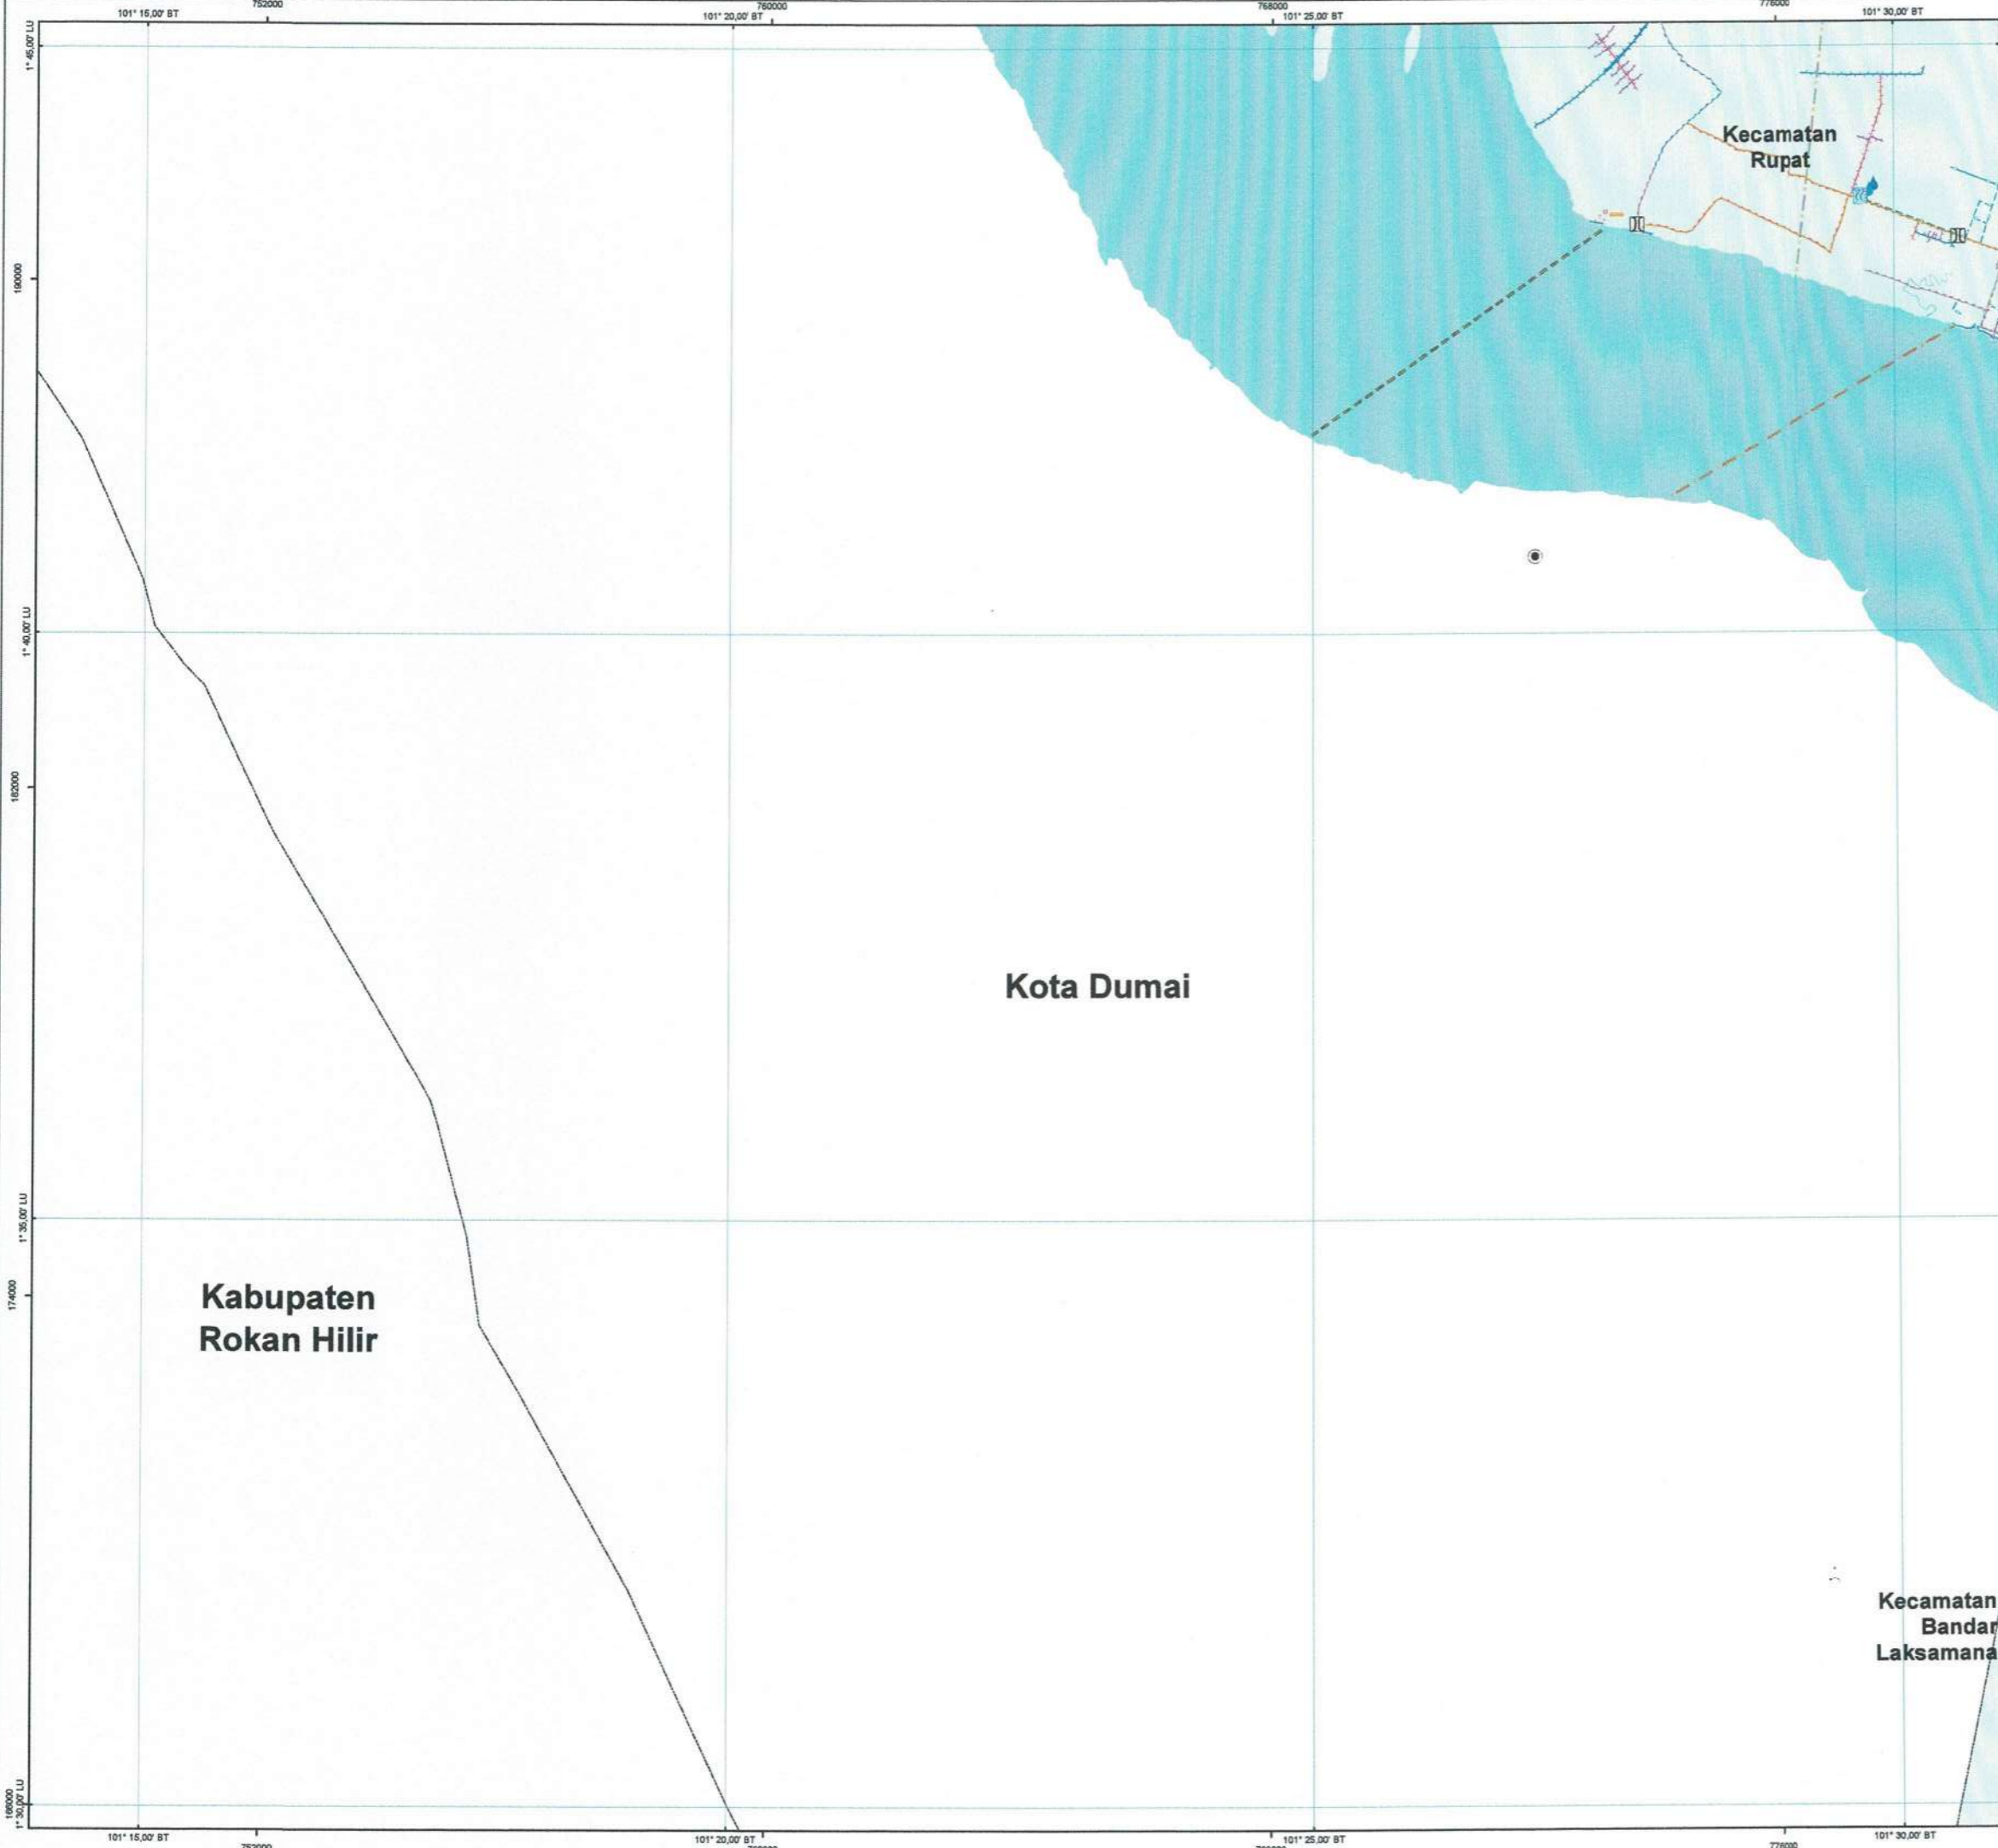 752000 760000 768000 776000
101° 15,00' BT 101° 20,00' BT 101° 25,00' BT 101° 30,00' BT
1° 45,00' LU
Kecamatan
Rupat
190000
1° 40,00' LU
182000
Kota Dumai
1° 35,00' LU
174000
Kabupaten
Rokan Hilir
Kecamatan
Bandar
Laksamana
166000
1° 30,00' LU
101° 15,00' BT 101° 20,00' BT 101° 25,00' BT 101° 30,00' BT
752000 776000